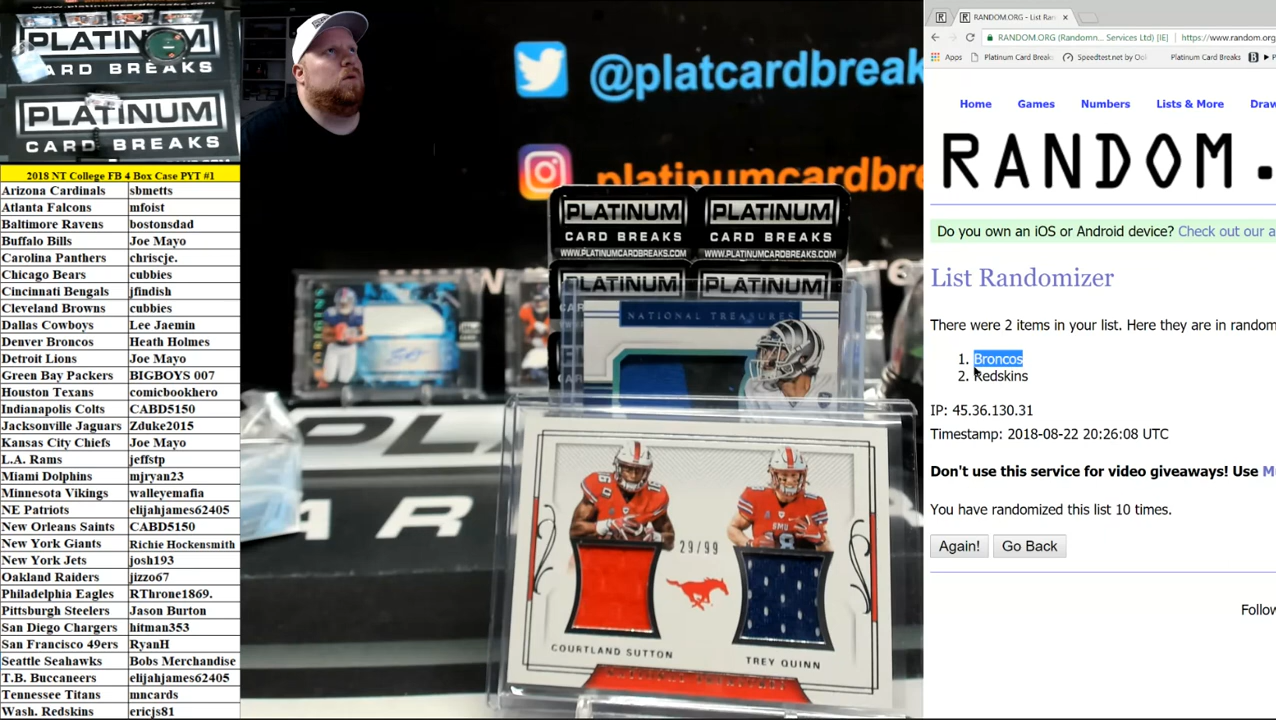 PLATINUM
CARD BREAKS
PLATINUM
CARD BREAKS
2018 NT College FB 4 Box Case PYT #1
Arizona Cardinals sbmetts
Atlanta Falcons mfoist
Baltimore Ravens bostonsdad
Buffalo Bills Joe Mayo
Carolina Panthers chriscje.
Chicago Bears cubbies
Cincinnati Bengals jfindish
Cleveland Browns cubbies
Dallas Cowboys Lee Jaemin
Denver Broncos Heath Holmes
Detroit Lions Joe Mayo
Green Bay Packers BIGBOYS 007
Houston Texans comicbookhero
Indianapolis Colts CABD5150
Jacksonville Jaguars Zduke2015
Kansas City Chiefs Joe Mayo
L.A. Rams jeffstp
Miami Dolphins mjryan23
Minnesota Vikings walleyemafia
NE Patriots elijahjames62405
New Orleans Saints CABD5150
New York Giants Richie Hockensmith
New York Jets josh193
Oakland Raiders jizzo67
Philadelphia Eagles RThrone1869.
Pittsburgh Steelers Jason Burton
San Diego Chargers hitman353
San Francisco 49ers RyanH
Seattle Seahawks Bobs Merchandise
T.B. Buccaneers elijahjames62405
Tennessee Titans mncards
Wash. Redskins ericjs81
@platcardbreak
platinumcardbre
PLATINUM PLATINUM
CARD BREAKS CARD BREAKS
WWW.PLATINUMCARDBREAKS.COM WWW.PLATINUMCARDBREAKS.COM
PLATINUM PLATINUM
NATIONAL TREASURES
29/99
SMU
COURTLAND SUTTON
TREY QUINN
RANDOM.ORG - List Ran
RANDOM.ORG (Randomn... Services Ltd) [IE] https://www.random.org
Apps Platinum Card Break Speedtest.net by Ool Platinum Card Breaks
Home Games Numbers Lists & More Draw
RANDOM.
Do you own an iOS or Android device? Check out our a
List Randomizer
There were 2 items in your list. Here they are in random
1. Broncos
2. Redskins
IP: 45.36.130.31
Timestamp: 2018-08-22 20:26:08 UTC
Don't use this service for video giveaways! Use M
You have randomized this list 10 times.
Again! Go Back
Follo